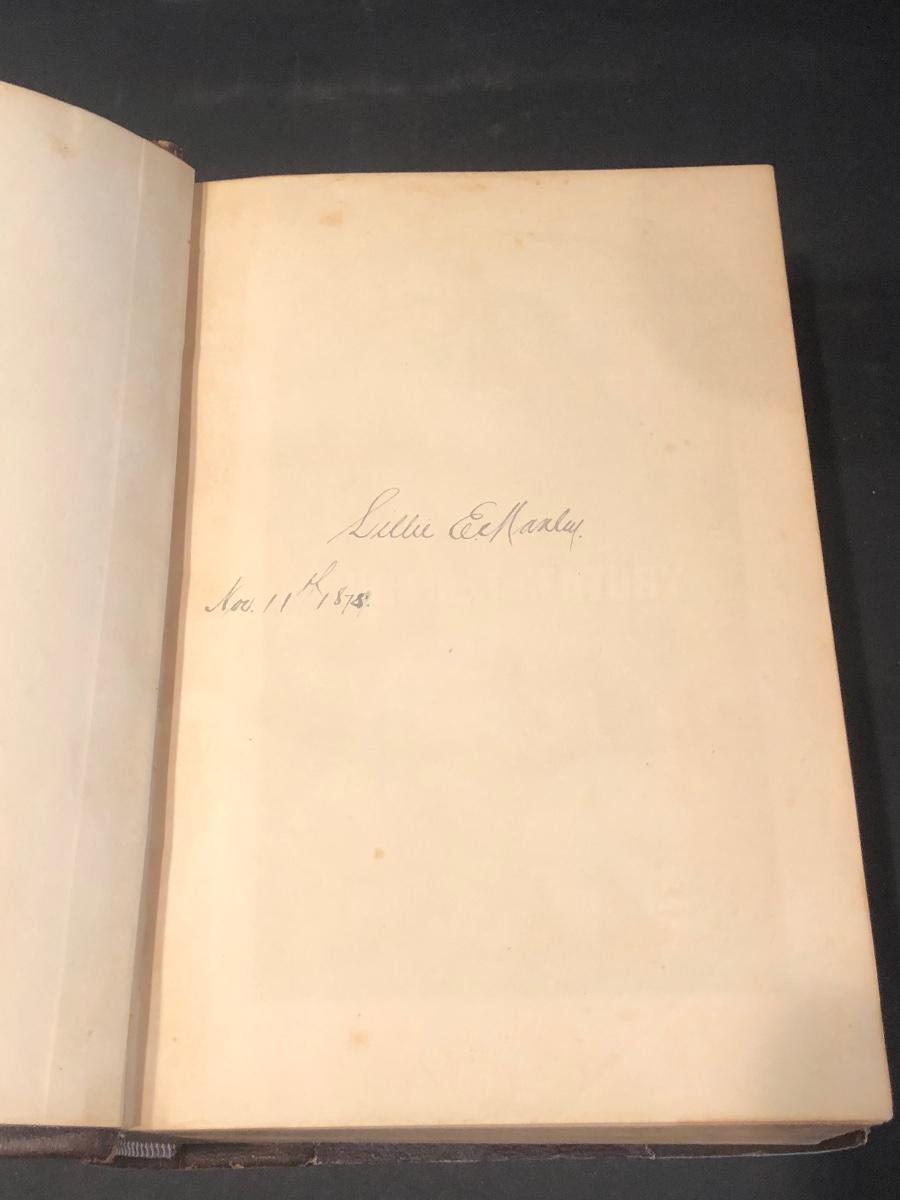 Lillie E. Manley.
Nov. 11th 1878.